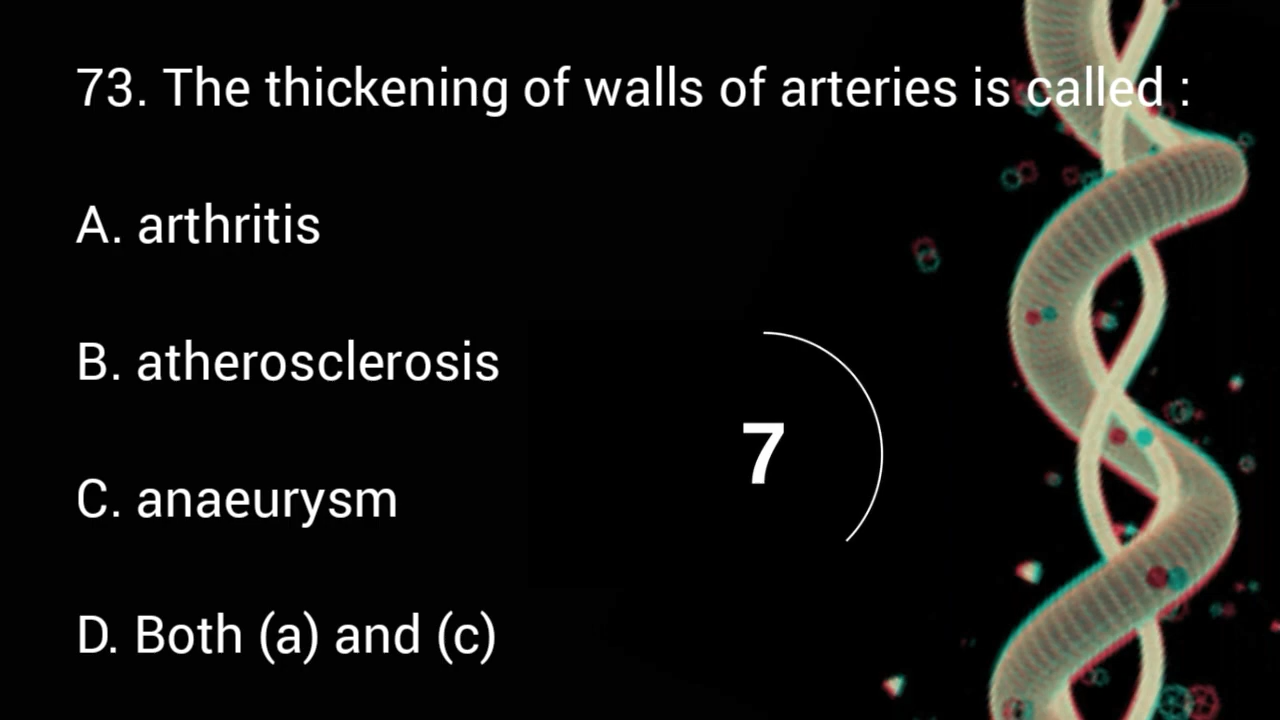 73. The thickening of walls of arteries is called :
A. arthritis
B. atherosclerosis
7
C. anaeurysm
D. Both (a) and (c)